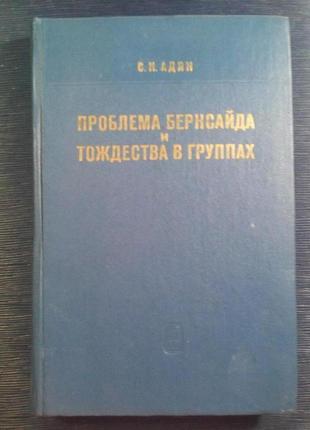 С. И. АДЯН
ПРОБЛЕМА БЕРНСАЙДА
И
ТОЖДЕСТВА В ГРУППАХ